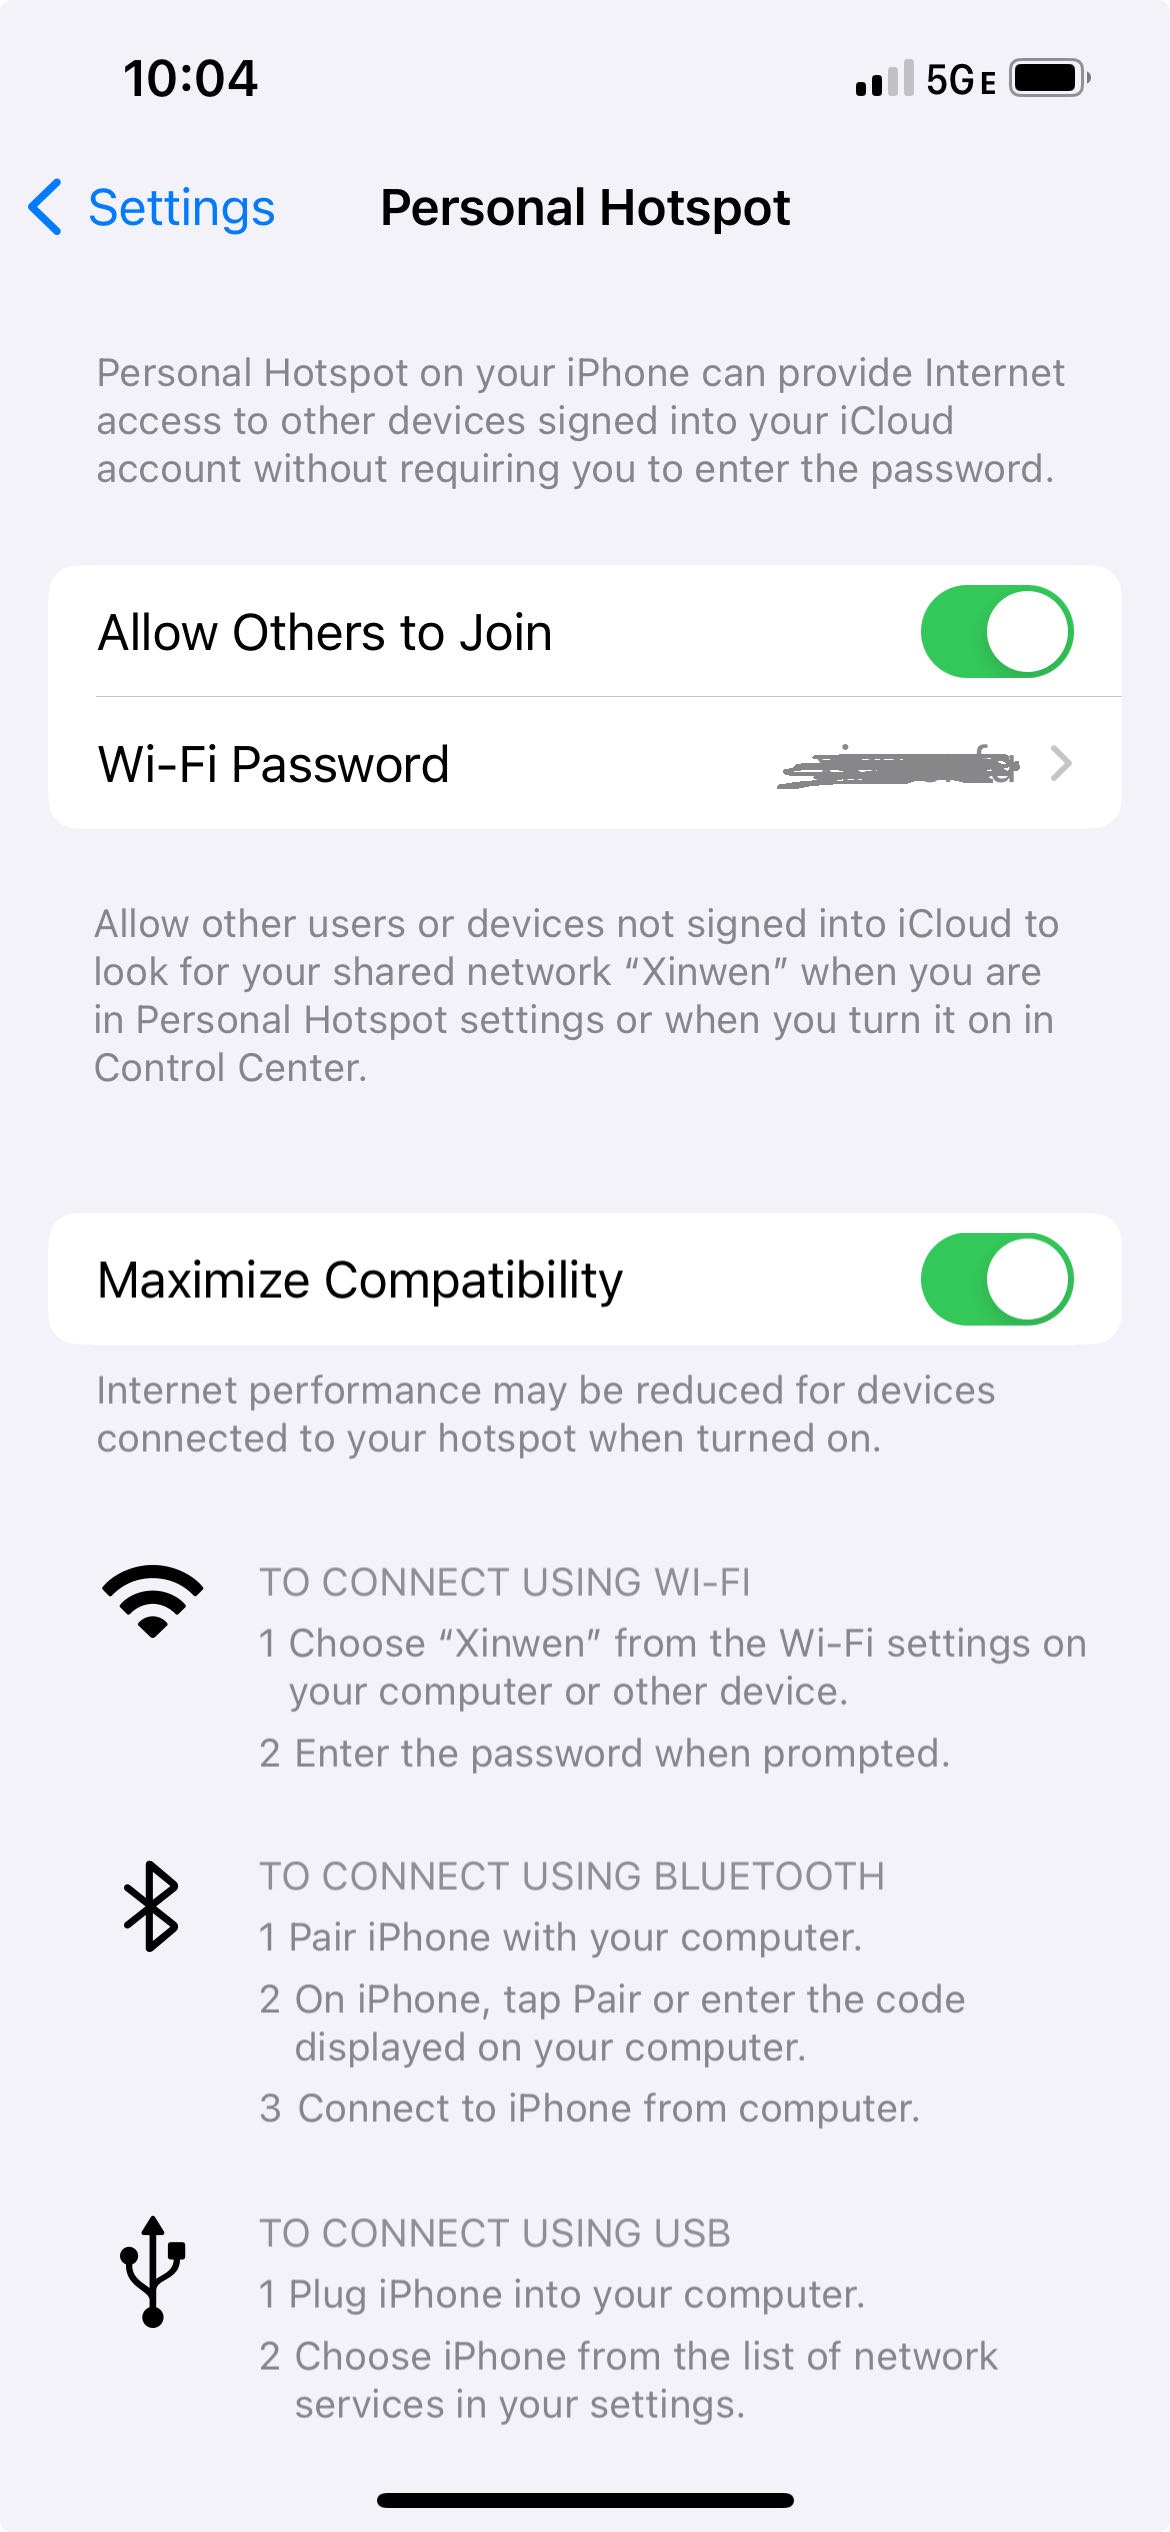 10:04
5G E
Settings
Personal Hotspot
Personal Hotspot on your iPhone can provide Internet
access to other devices signed into your iCloud
account without requiring you to enter the password.
Allow Others to Join
Wi-Fi Password
Allow other users or devices not signed into iCloud to
look for your shared network “Xinwen” when you are
in Personal Hotspot settings or when you turn it on in
Control Center.
Maximize Compatibility
Internet performance may be reduced for devices
connected to your hotspot when turned on.
TO CONNECT USING WI-FI
1 Choose “Xinwen” from the Wi-Fi settings on
your computer or other device.
2 Enter the password when prompted.
TO CONNECT USING BLUETOOTH
1 Pair iPhone with your computer.
2 On iPhone, tap Pair or enter the code
displayed on your computer.
3 Connect to iPhone from computer.
TO CONNECT USING USB
1 Plug iPhone into your computer.
2 Choose iPhone from the list of network
services in your settings.